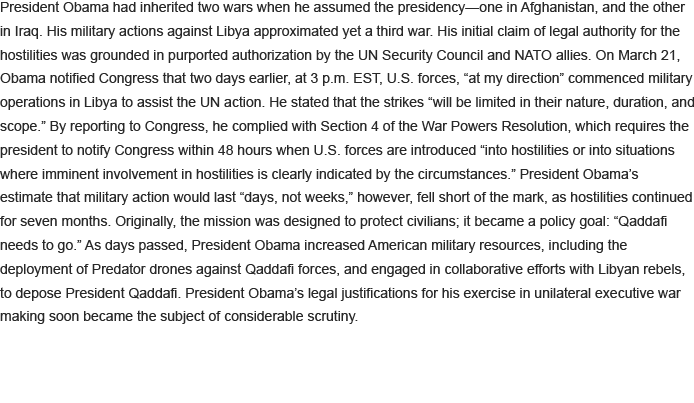 President Obama had inherited two wars when he assumed the presidency—one in Afghanistan, and the other
in Iraq. His military actions against Libya approximated yet a third war. His initial claim of legal authority for the
hostilities was grounded in purported authorization by the UN Security Council and NATO allies. On March 21,
Obama notified Congress that two days earlier, at 3 p.m. EST, U.S. forces, “at my direction” commenced military
operations in Libya to assist the UN action. He stated that the strikes “will be limited in their nature, duration, and
scope.” By reporting to Congress, he complied with Section 4 of the War Powers Resolution, which requires the
president to notify Congress within 48 hours when U.S. forces are introduced “into hostilities or into situations
where imminent involvement in hostilities is clearly indicated by the circumstances.” President Obama’s
estimate that military action would last “days, not weeks,” however, fell short of the mark, as hostilities continued
for seven months. Originally, the mission was designed to protect civilians; it became a policy goal: “Qaddafi
needs to go.” As days passed, President Obama increased American military resources, including the
deployment of Predator drones against Qaddafi forces, and engaged in collaborative efforts with Libyan rebels,
to depose President Qaddafi. President Obama’s legal justifications for his exercise in unilateral executive war
making soon became the subject of considerable scrutiny.